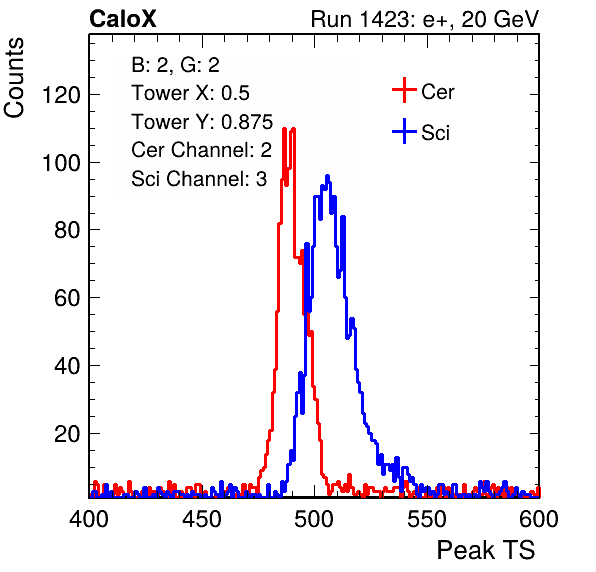 CaloX Run 1423: e+, 20 GeV
Counts
B: 2, G: 2
Tower X: 0.5
Tower Y: 0.875
Cer Channel: 2
Sci Channel: 3
Cer
Sci
120
100
80
60
40
20
400 450 500 550 600
Peak TS